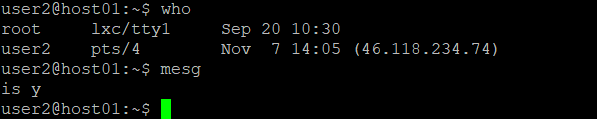 user2@host01:~$ who
root     lxc/tty1     Sep 20 10:30
user2    pts/4        Nov  7 14:05 (46.118.234.74)
user2@host01:~$ mesg
is y
user2@host01:~$